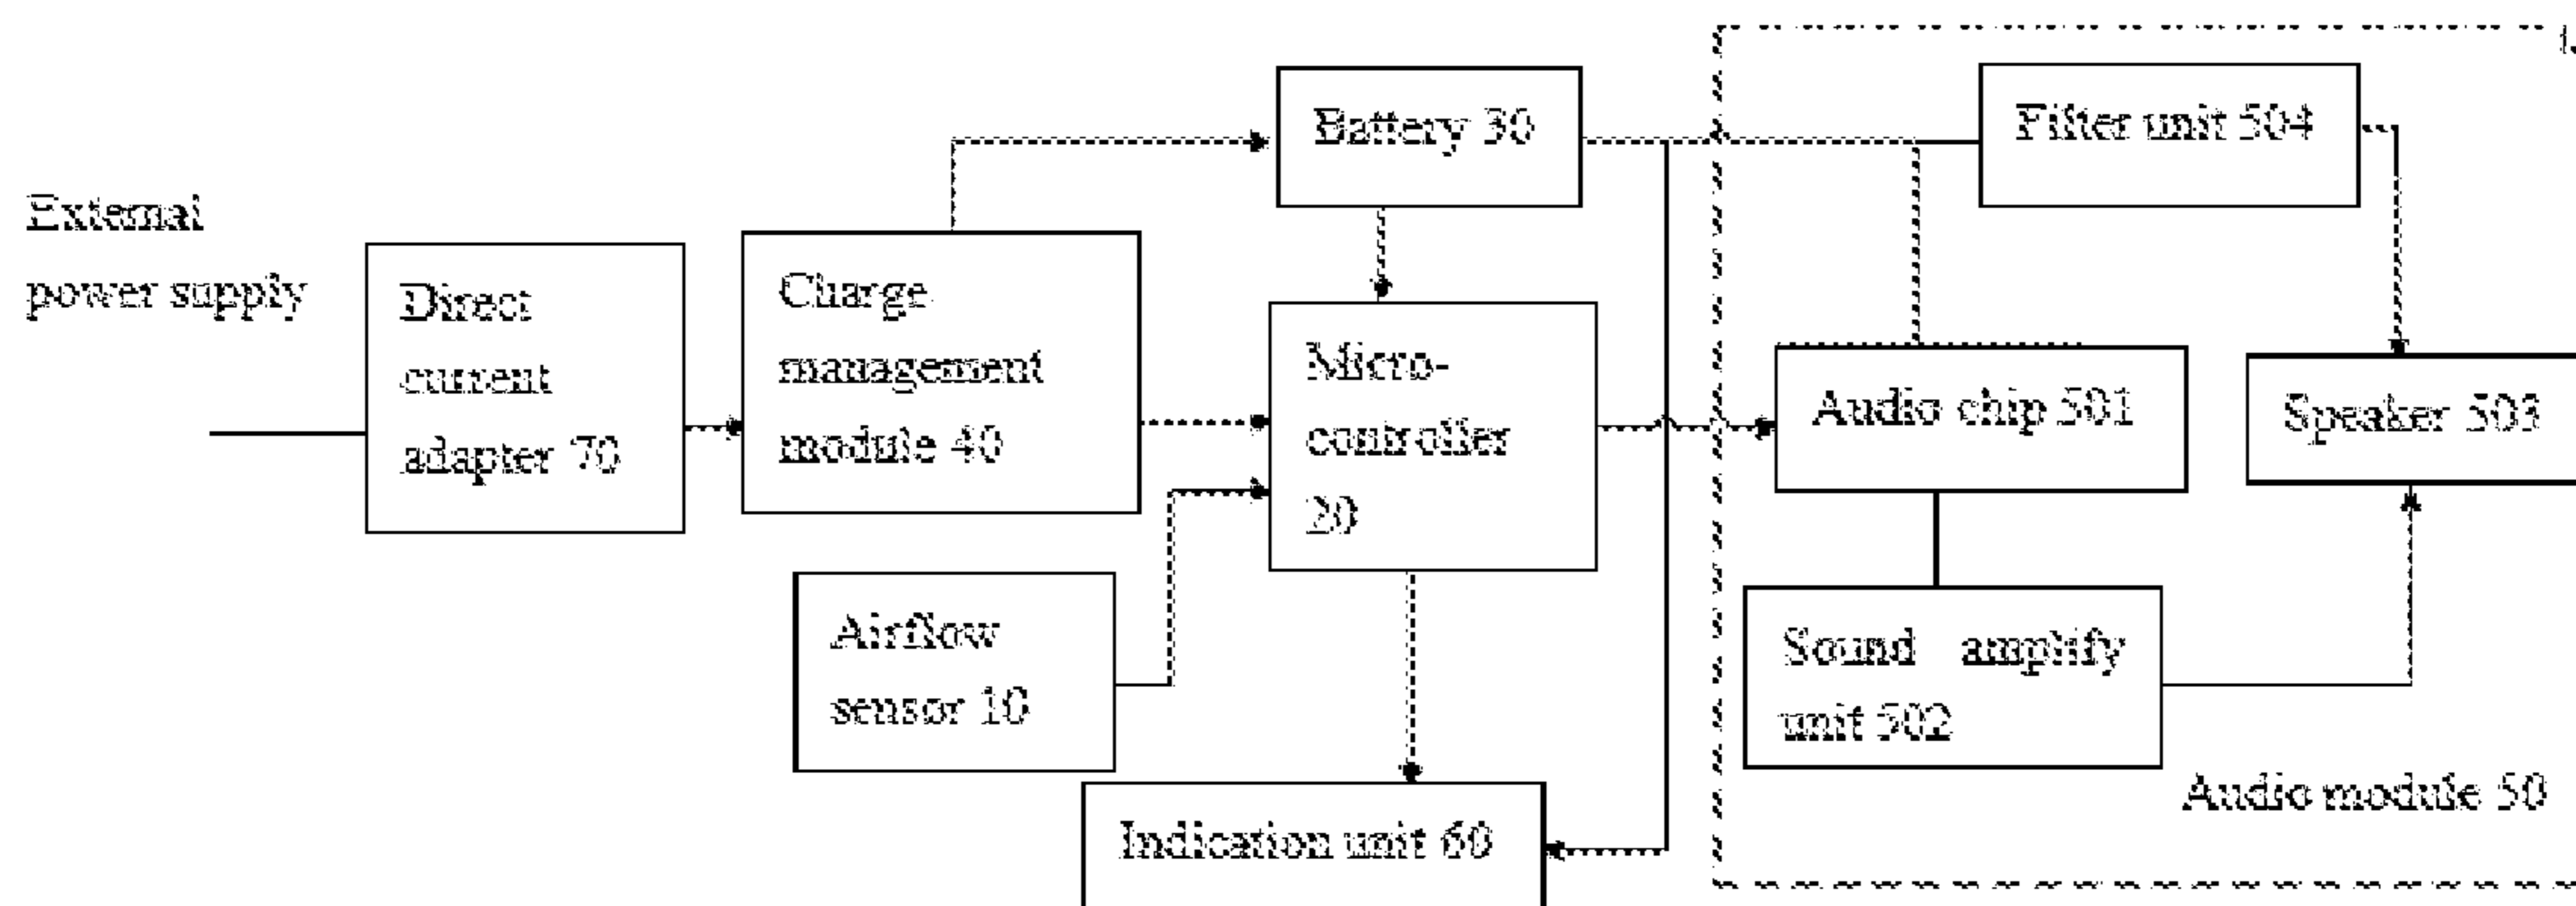 External
power supply
Direct
current
adapter 70
Charge
management
module 40
Airflow
sensor 10
Battery 30
Micro-
controller
20
Indication unit 60
Filter unit 504
Audio chip 501
Speaker 503
Sound amplify
unit 502
Audio module 50